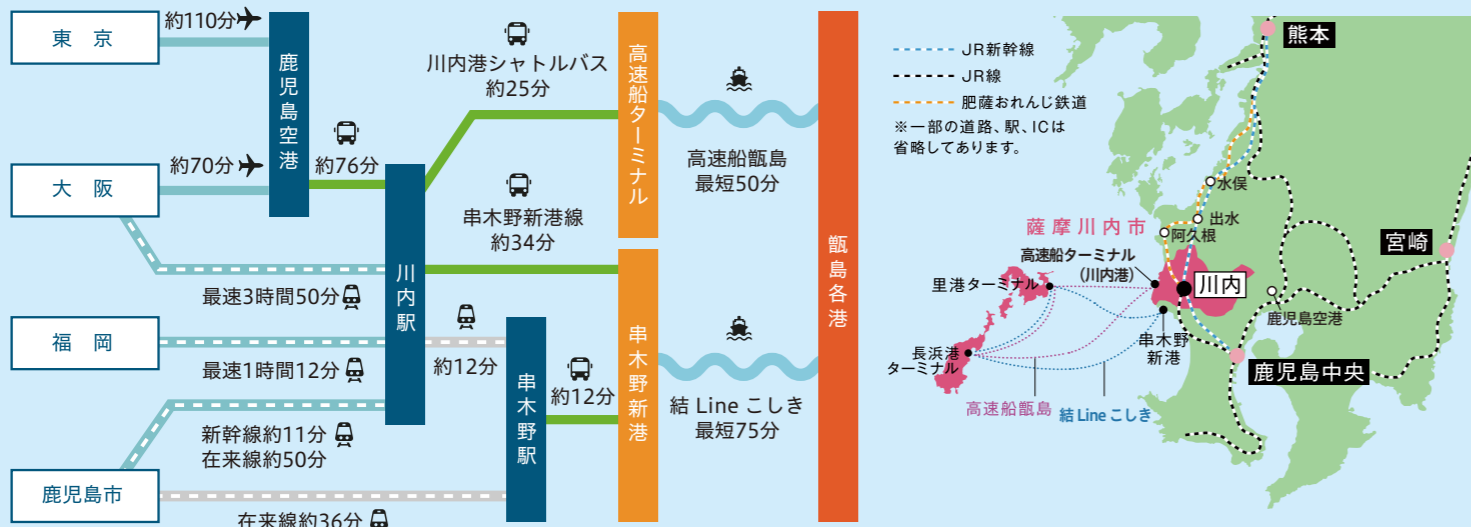 東 京
約110分
大 阪
約70分
最速3時間50分
福 岡
最速1時間12分
鹿児島市
新幹線約11分
在来線約50分
在来線約36分
鹿児島空港
約76分
川内駅
約12分
串木野駅
約12分
川内港シャトルバス
約25分
串木野新港線
約34分
高速船ターミナル
串木野新港
高速船甑島
最短50分
結 Line こしき
最短75分
甑島各港
JR新幹線
JR線
肥薩おれんじ鉄道
※一部の道路、駅、ICは
省略してあります。
熊本
水俣
出水
阿久根
薩摩川内市
高速船ターミナル
(川内港)
里港ターミナル
川内
宮崎
鹿児島空港
串木野
新港
長浜港
ターミナル
鹿児島中央
高速船甑島
結 Line こしき